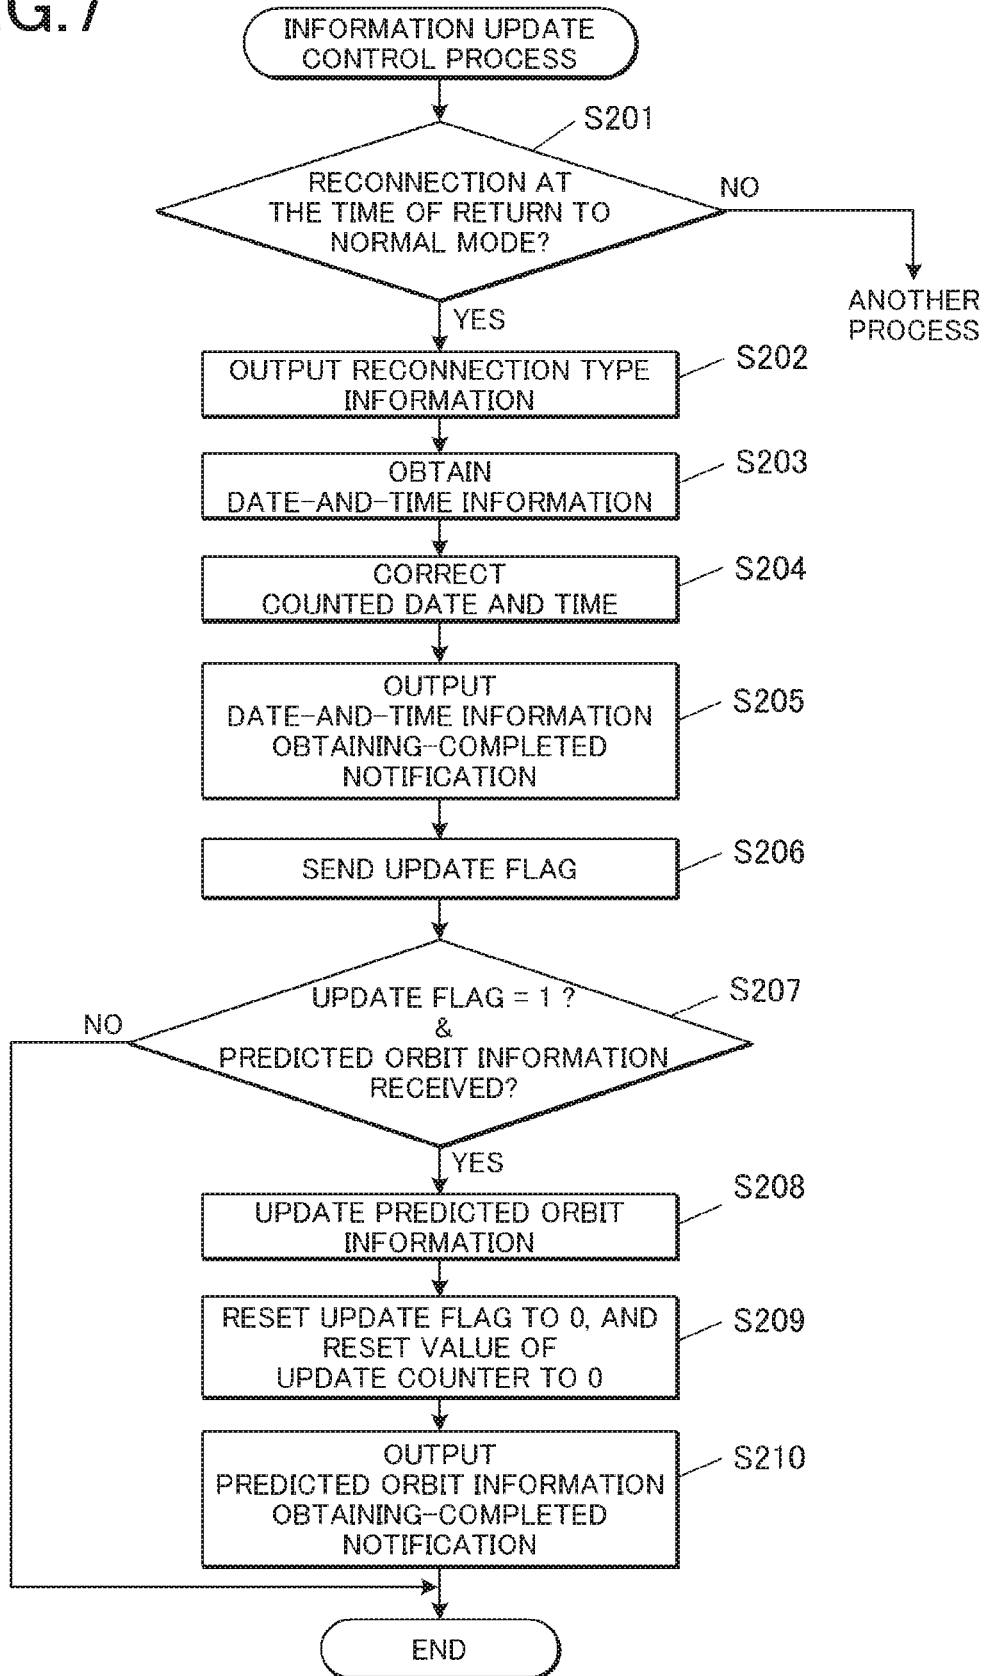 G.7
INFORMATION UPDATE
CONTROL PROCESS
S201
RECONNECTION AT
THE TIME OF RETURN TO
NORMAL MODE?
NO
ANOTHER
PROCESS
YES
OUTPUT RECONNECTION TYPE
INFORMATION
S202
OBTAIN
DATE-AND-TIME INFORMATION
S203
CORRECT
COUNTED DATE AND TIME
S204
OUTPUT
DATE-AND-TIME INFORMATION
OBTAINING-COMPLETED
NOTIFICATION
S205
SEND UPDATE FLAG
S206
UPDATE FLAG = 1 ?
&
PREDICTED ORBIT INFORMATION
RECEIVED?
S207
NO
YES
UPDATE PREDICTED ORBIT
INFORMATION
S208
RESET UPDATE FLAG TO 0, AND
RESET VALUE OF
UPDATE COUNTER TO 0
S209
OUTPUT
PREDICTED ORBIT INFORMATION
OBTAINING-COMPLETED
NOTIFICATION
S210
END